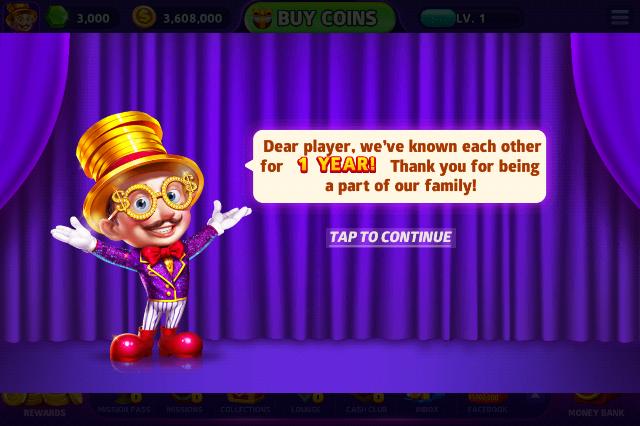 3,000
3,608,000
BUY COINS
LV. 1
Dear player, we've known each other
for 1 YEAR! Thank you for being
a part of our family!
TAP TO CONTINUE
REWARDS
MISSION PASS
MISSIONS
COLLECTIONS
LOUNGE
CASH CLUB
INBOX
FACEBOOK
MONEY BANK